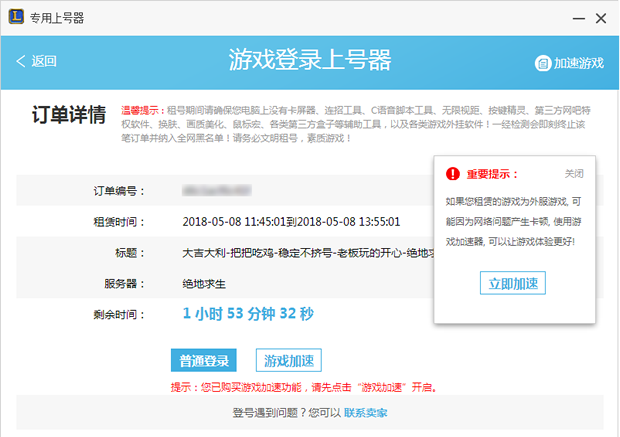 专用上号器
返回
游戏登录上号器
加速游戏
订单详情
温馨提示：租号期间请确保您电脑上没有卡屏器、连招工具、C语音脚本工具、无限视距、按键精灵、第三方网吧特
权软件、换肤、画质美化、鼠标宏、各类第三方盒子等辅助工具，以及各类游戏外挂软件！一经检测会即刻终止该
笔订单并纳入全网黑名单！请务必文明租号，素质游戏！
重要提示：
关闭
如果您租赁的游戏为外服游戏, 可
能因为网络问题产生卡顿, 使用游
戏加速器, 可以让游戏体验更好!
立即加速
订单编号：
租赁时间： 2018-05-08 11:45:01到2018-05-08 13:55:01
标题： 大吉大利-把把吃鸡-稳定不挤号-老板玩的开心-绝地
服务器： 绝地求生
剩余时间： 1 小时 53 分钟 32 秒
普通登录 游戏加速
提示：您已购买游戏加速功能，请先点击“游戏加速”开启。
登号遇到问题？您可以 联系卖家